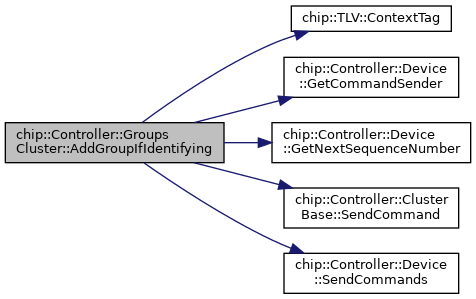 chip::Controller::Groups
Cluster::AddGroupIfIdentifying
chip::TLV::ContextTag
chip::Controller::Device
::GetCommandSender
chip::Controller::Device
::GetNextSequenceNumber
chip::Controller::Cluster
Base::SendCommand
chip::Controller::Device
::SendCommands